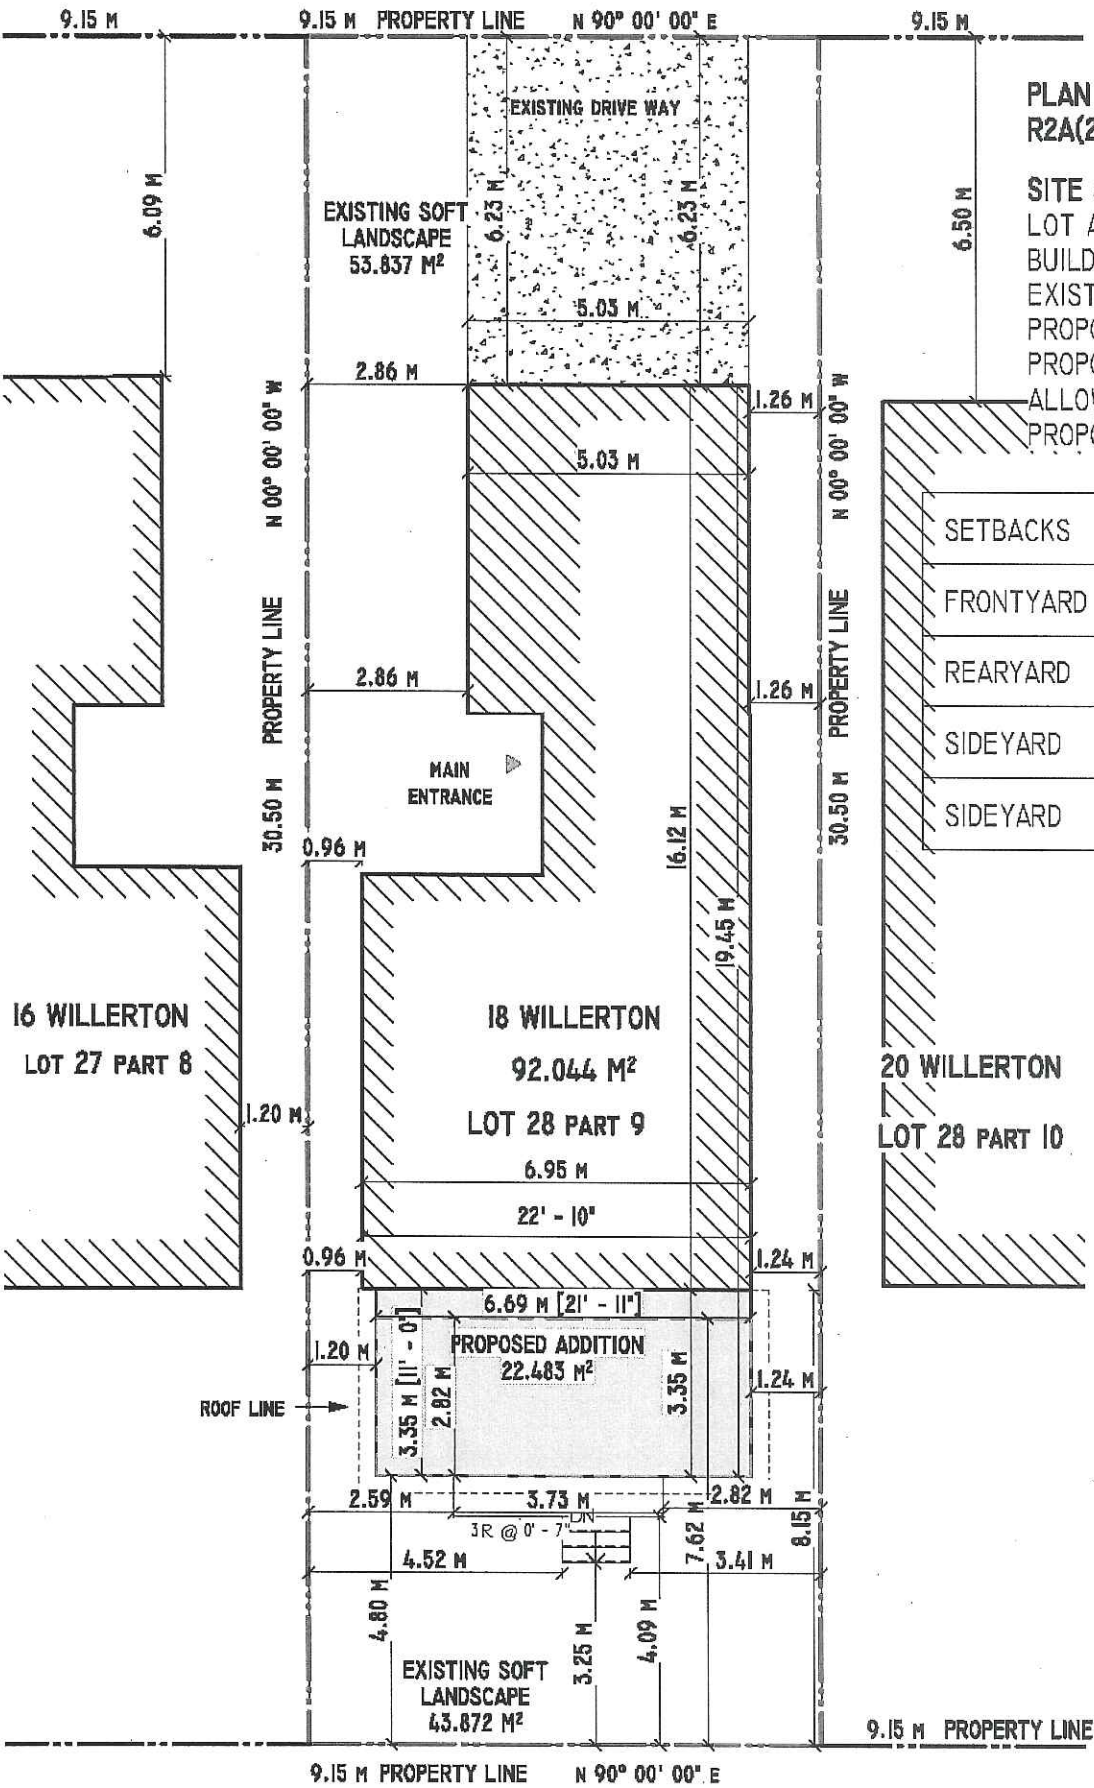 9.15 M
9.15 M PROPERTY LINE N 90° 00' 00" E
9.15 M
EXISTING DRIVE WAY
PLAN
R2A(2
6.09 M
EXISTING SOFT
LANDSCAPE
53.837 M²
6.23 M
6.23 M
6.50 M
SITE
LOT A
BUILD
EXIST
PROPO
PROPO
ALLOW
PROPO
5.03 M
2.86 M
1.26 M
N 00° 00' 00" W
N 00° 00' 00" W
5.03 M
SETBACKS
FRONTYARD
REARYARD
SIDEYARD
SIDEYARD
PROPERTY LINE
PROPERTY LINE
2.86 M
1.26 M
MAIN
ENTRANCE
30.50 M
30.50 M
0.96 M
16.12 M
19.45 M
16 WILLERTON
LOT 27 PART 8
18 WILLERTON
92.044 M²
LOT 28 PART 9
20 WILLERTON
LOT 28 PART 10
1.20 M
6.95 M
22' - 10"
0.96 M
1.24 M
6.69 M [21' - 11"]
PROPOSED ADDITION
22.483 M²
1.20 M
3.35 M [11' - 0"]
2.82 M
3.35 M
1.24 M
ROOF LINE
2.59 M
3.73 M
2.82 M
DN
3R @ 0' - 7"
7.62 M
8.15 M
4.52 M
3.41 M
4.80 M
3.25 M
4.09 M
EXISTING SOFT
LANDSCAPE
43.872 M²
9.15 M PROPERTY LINE
9.15 M PROPERTY LINE N 90° 00' 00" E